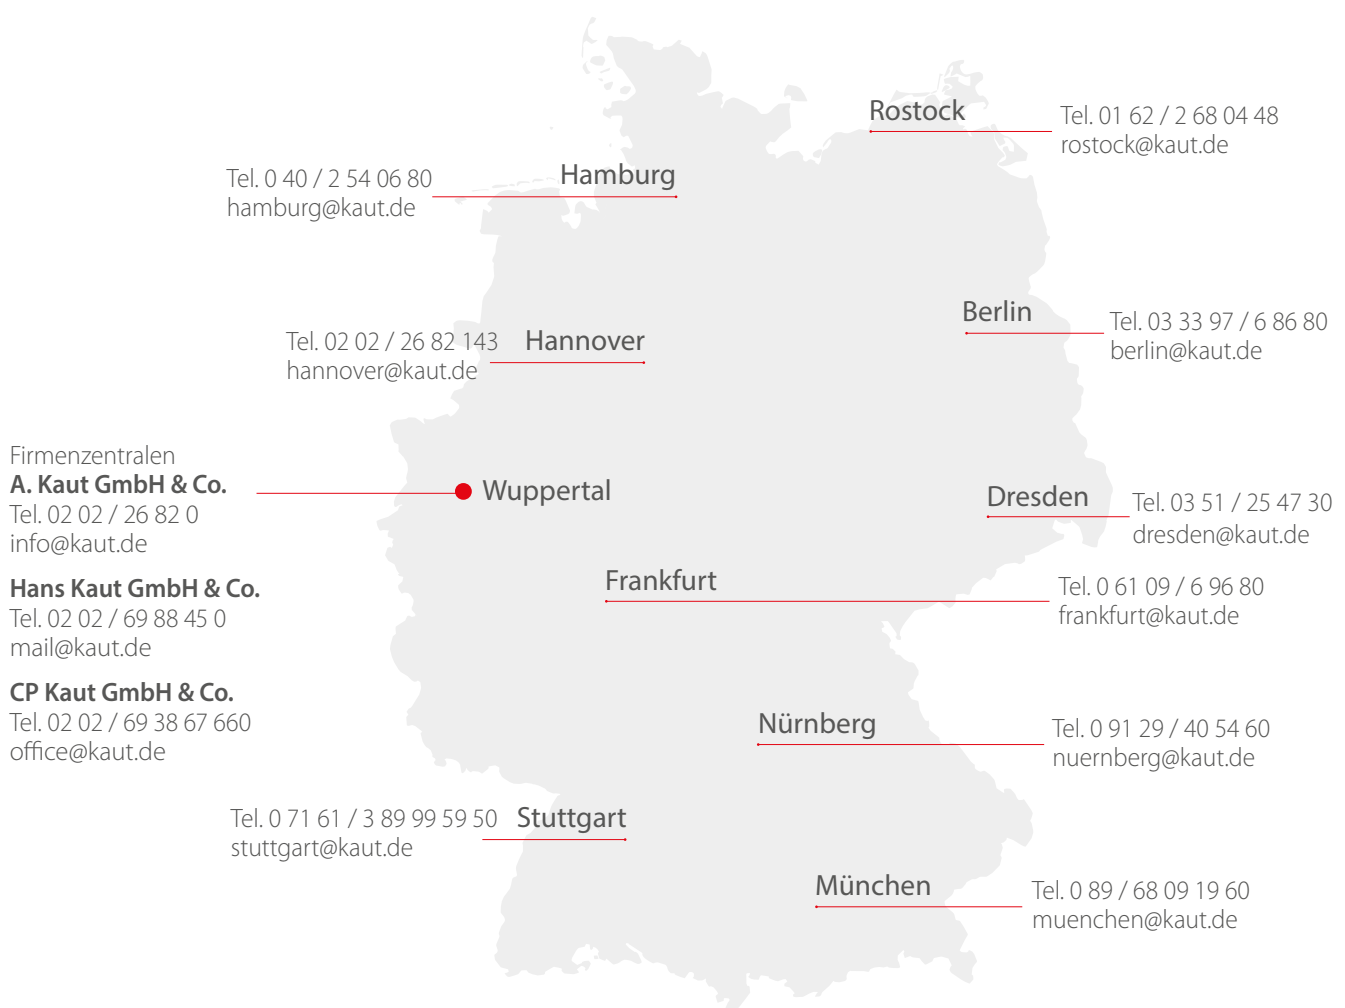 Rostock
Tel. 01 62 / 2 68 04 48
rostock@kaut.de
Hamburg
Tel. 0 40 / 2 54 06 80
hamburg@kaut.de
Berlin
Tel. 03 33 97 / 6 86 80
berlin@kaut.de
Hannover
Tel. 02 02 / 26 82 143
hannover@kaut.de
Firmenzentralen
A. Kaut GmbH & Co.
Tel. 02 02 / 26 82 0
info@kaut.de
Hans Kaut GmbH & Co.
Tel. 02 02 / 69 88 45 0
mail@kaut.de
CP Kaut GmbH & Co.
Tel. 02 02 / 69 38 67 660
office@kaut.de
Wuppertal
Dresden
Tel. 03 51 / 25 47 30
dresden@kaut.de
Frankfurt
Tel. 0 61 09 / 6 96 80
frankfurt@kaut.de
Nürnberg
Tel. 0 91 29 / 40 54 60
nuernberg@kaut.de
Stuttgart
Tel. 0 71 61 / 3 89 99 59 50
stuttgart@kaut.de
München
Tel. 0 89 / 68 09 19 60
muenchen@kaut.de